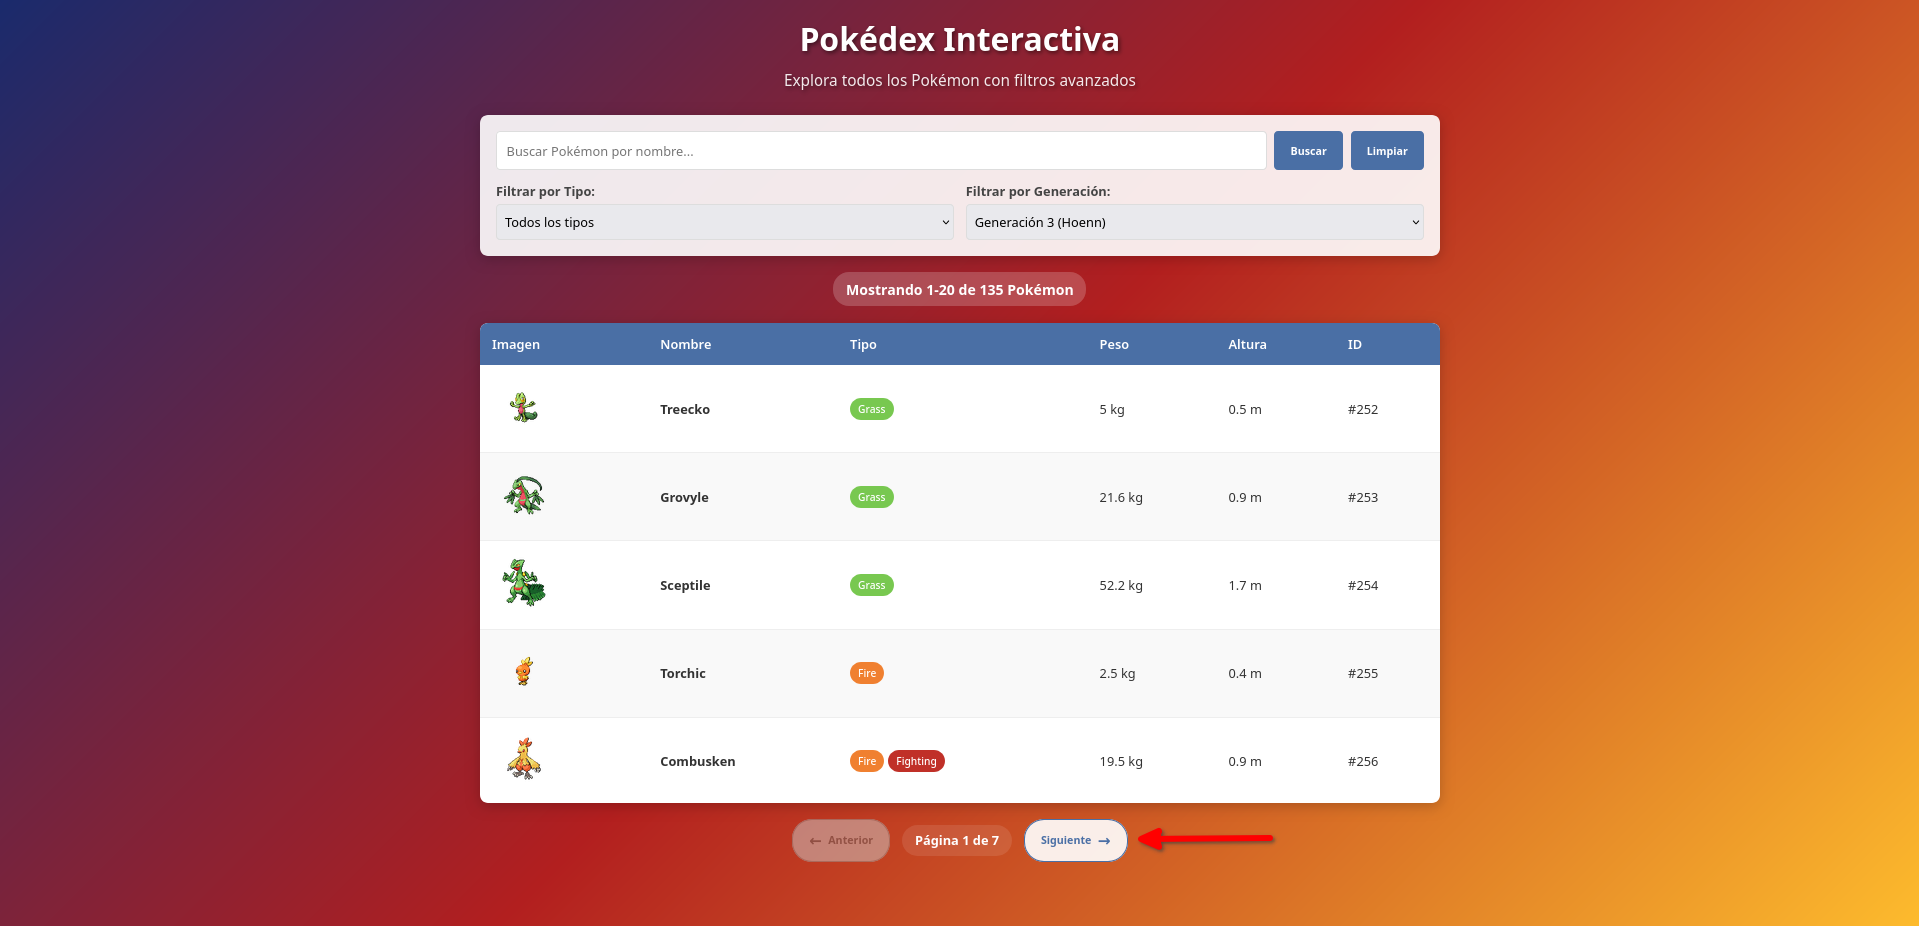 Pokédex Interactiva
Explora todos los Pokémon con filtros avanzados
Buscar Pokémon por nombre...
Buscar
Limpiar
Filtrar por Tipo:
Filtrar por Generación:
Todos los tipos
Generación 3 (Hoenn)
Mostrando 1-20 de 135 Pokémon
Imagen Nombre Tipo Peso Altura ID
Treecko Grass 5 kg 0.5 m #252
Grovyle Grass 21.6 kg 0.9 m #253
Sceptile Grass 52.2 kg 1.7 m #254
Torchic Fire 2.5 kg 0.4 m #255
Combusken Fire Fighting 19.5 kg 0.9 m #256
← Anterior
Página 1 de 7
Siguiente →